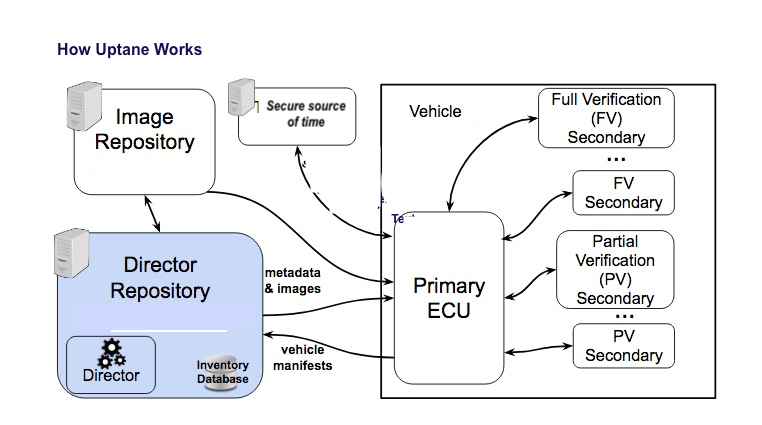 How Uptane Works
Image
Repository
Secure source
of time
Vehicle
Full Verification
(FV)
Secondary
...
FV
Secondary
Partial
Verification
(PV)
Secondary
...
PV
Secondary
Te
Primary
ECU
metadata
& images
vehicle
manifests
Director
Repository
Director
Inventory
Database